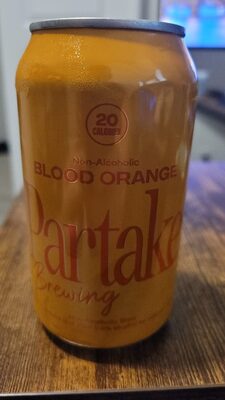 20
CALORIES
Non-Alcoholic
BLOOD ORANGE
Partake
Brewing